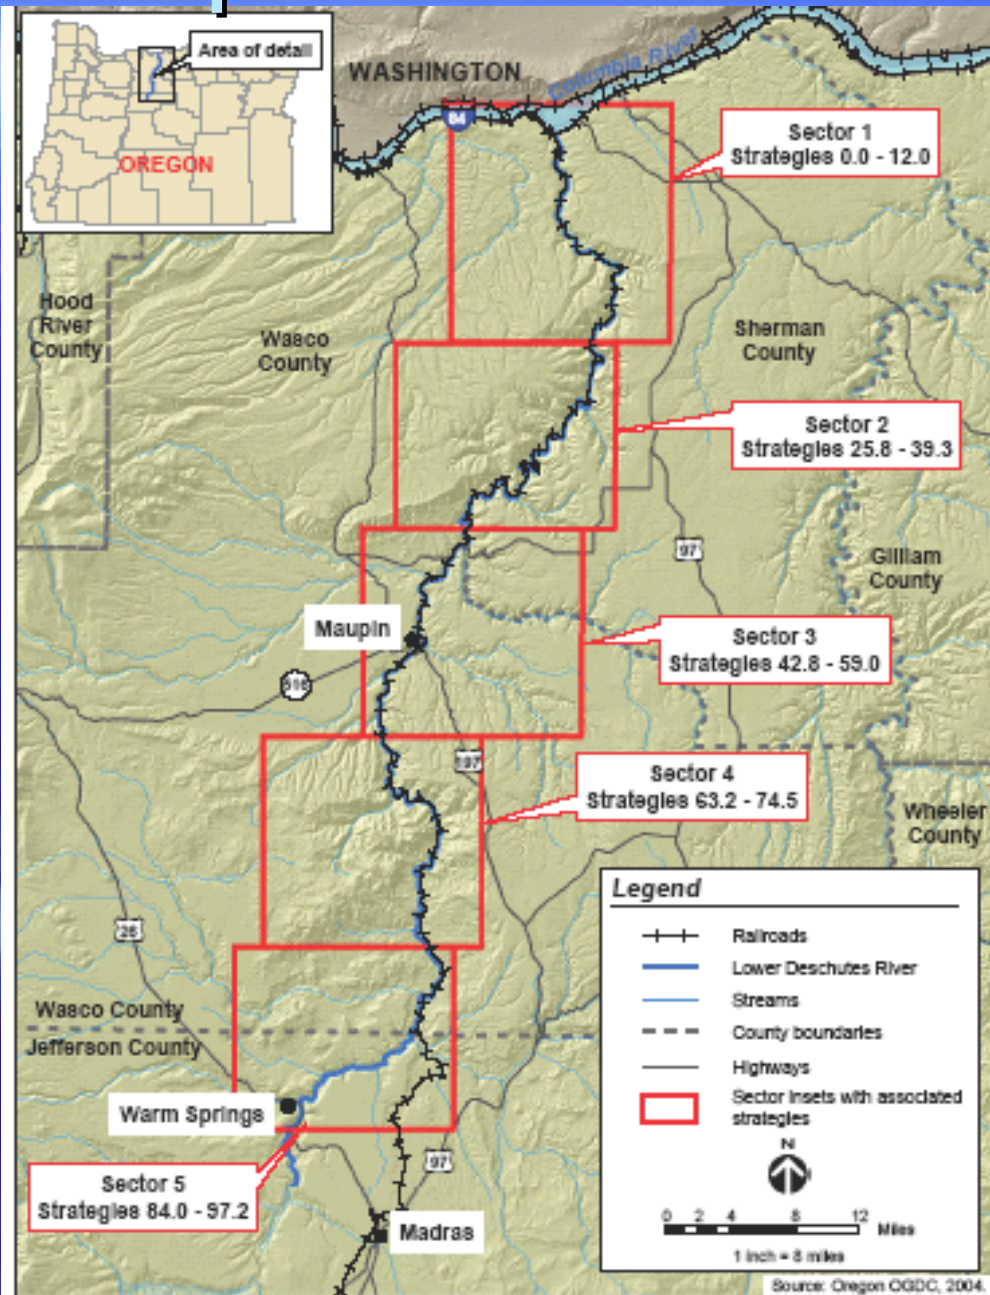 Area of detail
OREGON
WASHINGTON
Columbia River
84
Sector 1
Strategies 0.0 - 12.0
Hood
River
County
Wasco
County
Sherman
County
Sector 2
Strategies 25.8 - 39.3
97
Gilliam
County
Maupin
Sector 3
Strategies 42.8 - 59.0
197
Sector 4
Strategies 63.2 - 74.5
Wheeler
County
26
Wasco County
Jefferson County
Warm Springs
Sector 5
Strategies 84.0 - 97.2
97
Madras
Legend
Railroads
Lower Deschutes River
Streams
County boundaries
Highways
Sector insets with associated
strategies
N
0 2 4 8 12 Miles
1 inch = 8 miles
Source: Oregon OGDC, 2004.